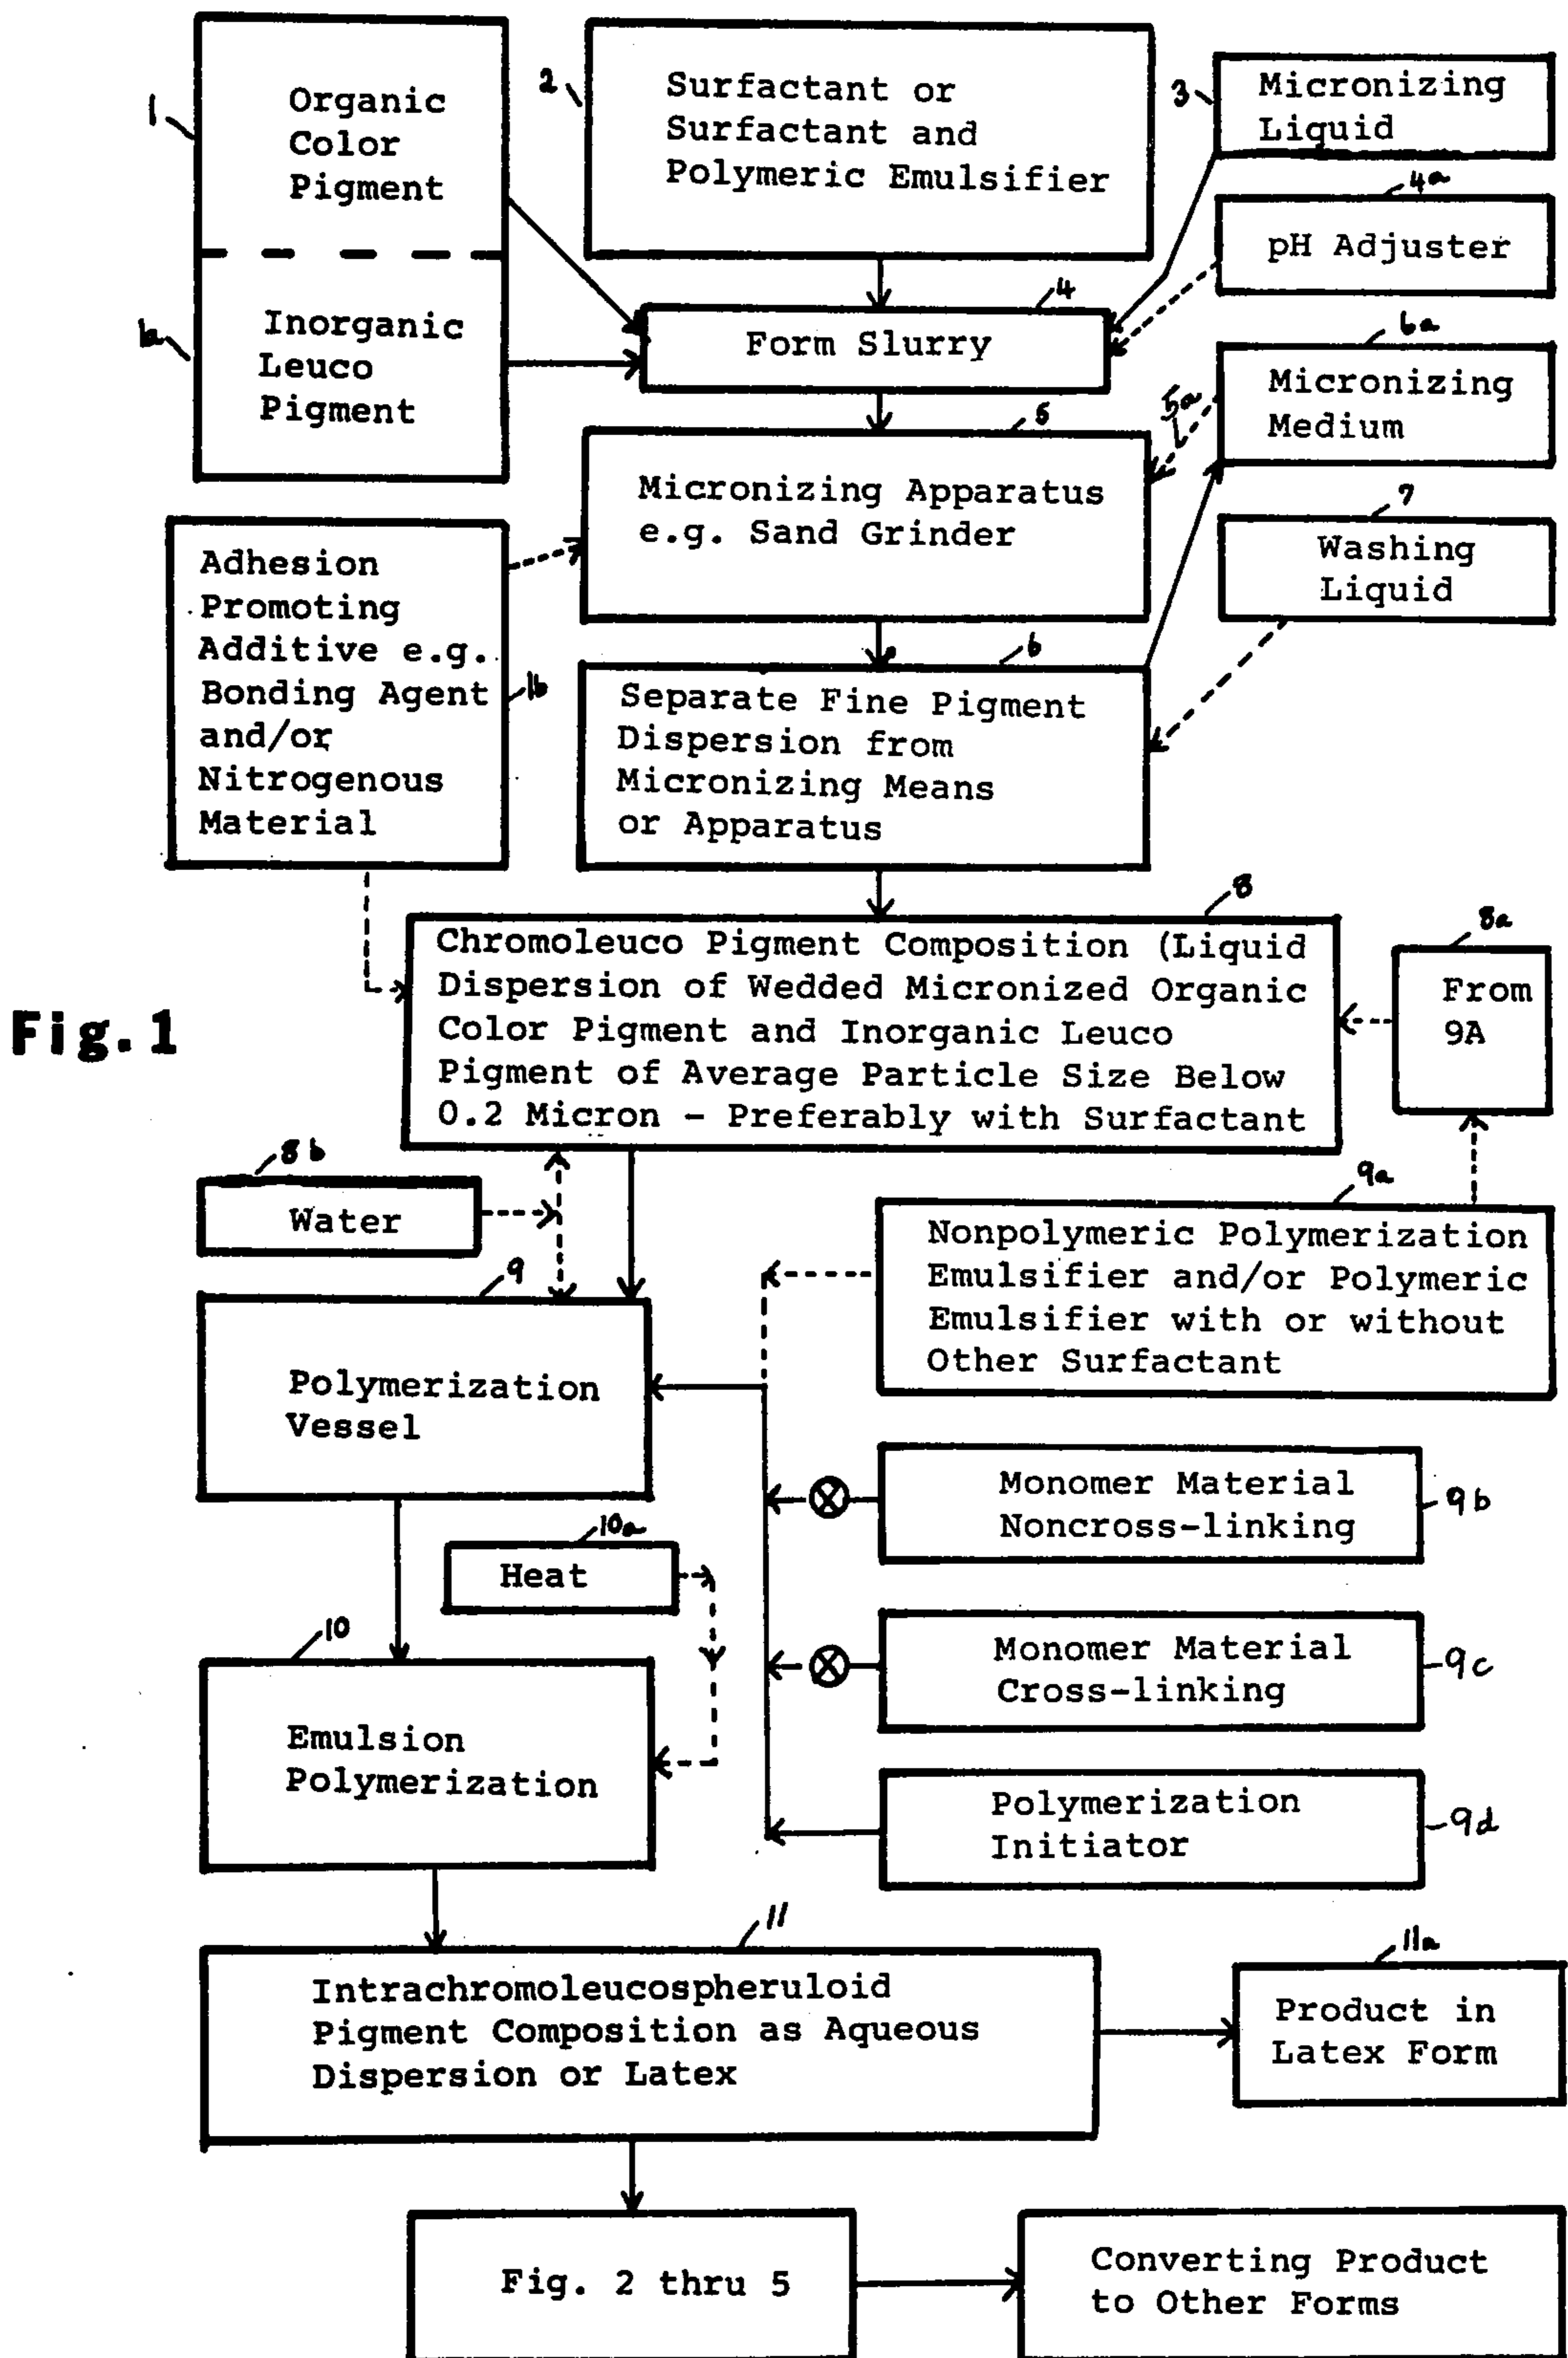 1
Organic
Color
Pigment
1a
Inorganic
Leuco
Pigment
2
Surfactant or
Surfactant and
Polymeric Emulsifier
3
Micronizing
Liquid
4a
pH Adjuster
4
Form Slurry
6a
Micronizing
Medium
5a
5
Micronizing Apparatus
e.g. Sand Grinder
7
Washing
Liquid
Adhesion
Promoting
Additive e.g.
Bonding Agent
and/or
Nitrogenous
Material
1b
6
Separate Fine Pigment
Dispersion from
Micronizing Means
or Apparatus
8
Chromoleuco Pigment Composition (Liquid
Dispersion of Wedded Micronized Organic
Color Pigment and Inorganic Leuco
Pigment of Average Particle Size Below
0.2 Micron - Preferably with Surfactant
8a
From
9A
Fig.1
8b
Water
9a
Nonpolymeric Polymerization
Emulsifier and/or Polymeric
Emulsifier with or without
Other Surfactant
9
Polymerization
Vessel
Monomer Material
Noncross-linking
9b
10a
Heat
Monomer Material
Cross-linking
9c
10
Emulsion
Polymerization
Polymerization
Initiator
9d
11
Intrachromoleucospheruloid
Pigment Composition as Aqueous
Dispersion or Latex
11a
Product in
Latex Form
Fig. 2 thru 5
Converting Product
to Other Forms